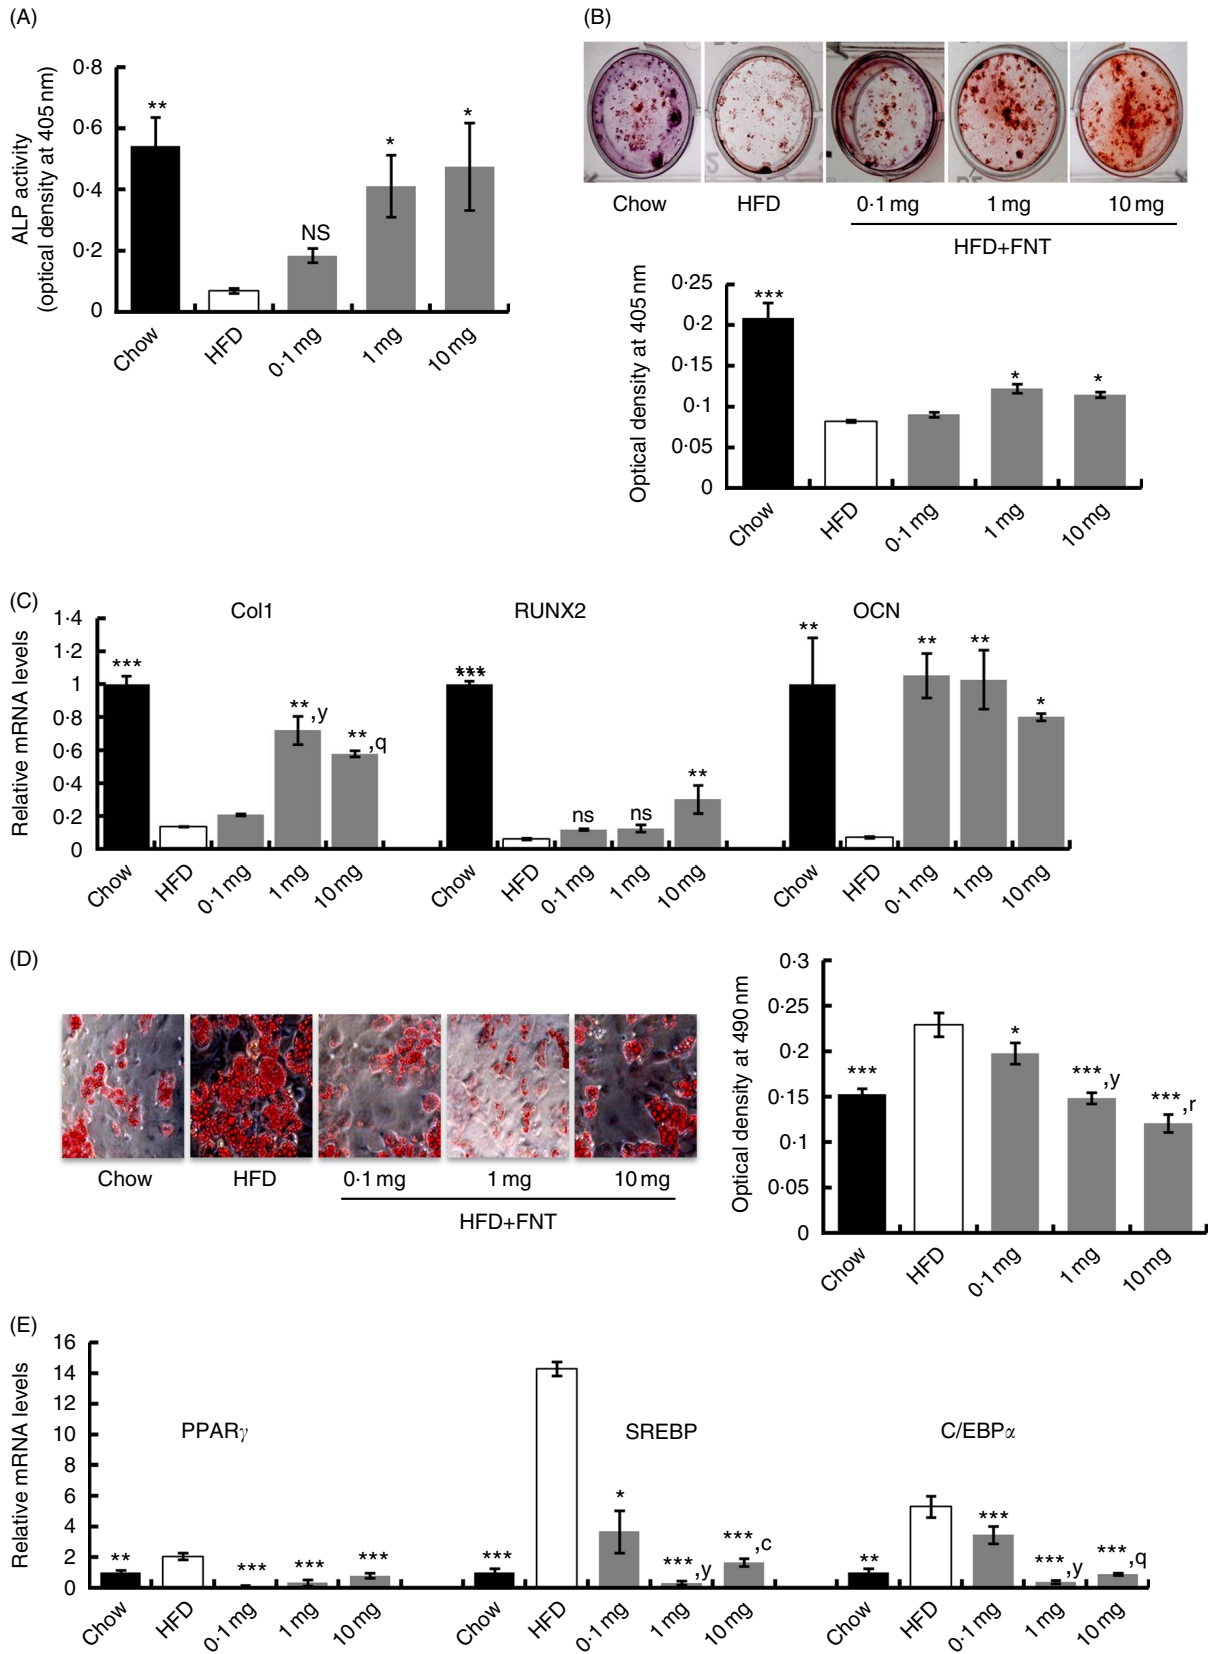 (A)
ALP activity
(optical density at 405 nm)
0·8
0·6
0·4
0·2
0
**
NS
*
*
Chow
HFD
0·1 mg
1 mg
10 mg
(B)
Chow
HFD
0·1 mg
1 mg
10 mg
HFD+FNT
Optical density at 405 nm
0·25
0·2
0·15
0·1
0·05
0
***
*
*
Chow
HFD
0·1 mg
1 mg
10 mg
(C)
Relative mRNA levels
1·4
1·2
1
0·8
0·6
0·4
0·2
0
Col1
RUNX2
OCN
***
**,y
**,q
***
ns
ns
**
**
**
**
*
Chow
HFD
0·1 mg
1 mg
10 mg
Chow
HFD
0·1 mg
1 mg
10 mg
Chow
HFD
0·1 mg
1 mg
10 mg
(D)
Chow
HFD
0·1 mg
1 mg
10 mg
HFD+FNT
Optical density at 490 nm
0·3
0·25
0·2
0·15
0·1
0·05
0
***
*
***,y
***,r
Chow
HFD
0·1 mg
1 mg
10 mg
(E)
Relative mRNA levels
16
14
12
10
8
6
4
2
0
PPARγ
SREBP
C/EBPα
**
***
***
***
***
*
***,y
***,c
**
***
***,y
***,q
Chow
HFD
0·1 mg
1 mg
10 mg
Chow
HFD
0·1 mg
1 mg
10 mg
Chow
HFD
0·1 mg
1 mg
10 mg